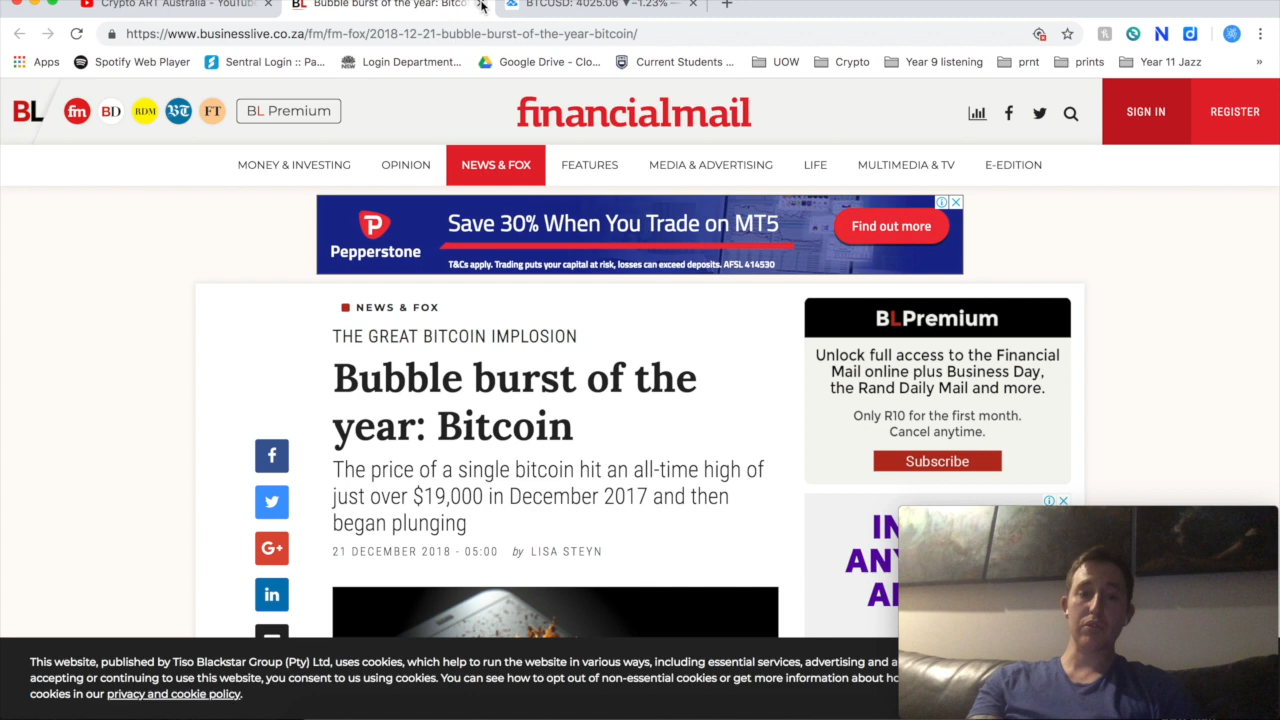 Crypto ART Australia - YouTube
BL Bubble burst of the year: Bitco
BTCUSD: 4025.06 ▼−1.23% —
https://www.businesslive.co.za/fm/fm-fox/2018-12-21-bubble-burst-of-the-year-bitcoin/
Apps Spotify Web Player Sentral Login :: Pa... Login Department... Google Drive - Clo... Current Students ... UOW Crypto Year 9 listening prnt prints Year 11 Jazz »
BL fm BD RDM BT FT BL Premium
financialmail
SIGN IN REGISTER
MONEY & INVESTING OPINION NEWS & FOX FEATURES MEDIA & ADVERTISING LIFE MULTIMEDIA & TV E-EDITION
Pepperstone
Save 30% When You Trade on MT5
Find out more
T&Cs apply. Trading puts your capital at risk, losses can exceed deposits. AFSL 414530
NEWS & FOX
THE GREAT BITCOIN IMPLOSION
Bubble burst of the
year: Bitcoin
The price of a single bitcoin hit an all-time high of
just over $19,000 in December 2017 and then
began plunging
21 DECEMBER 2018 - 05:00 by LISA STEYN
BLPremium
Unlock full access to the Financial
Mail online plus Business Day,
the Rand Daily Mail and more.
Only R10 for the first month.
Cancel anytime.
Subscribe
This website, published by Tiso Blackstar Group (Pty) Ltd, uses cookies, which help to run the website in various ways, including essential services, advertising and
accepting or continuing to use this website, you consent to us using cookies. You can see how to opt out of non-essential cookies or get more information about
cookies in our privacy and cookie policy.